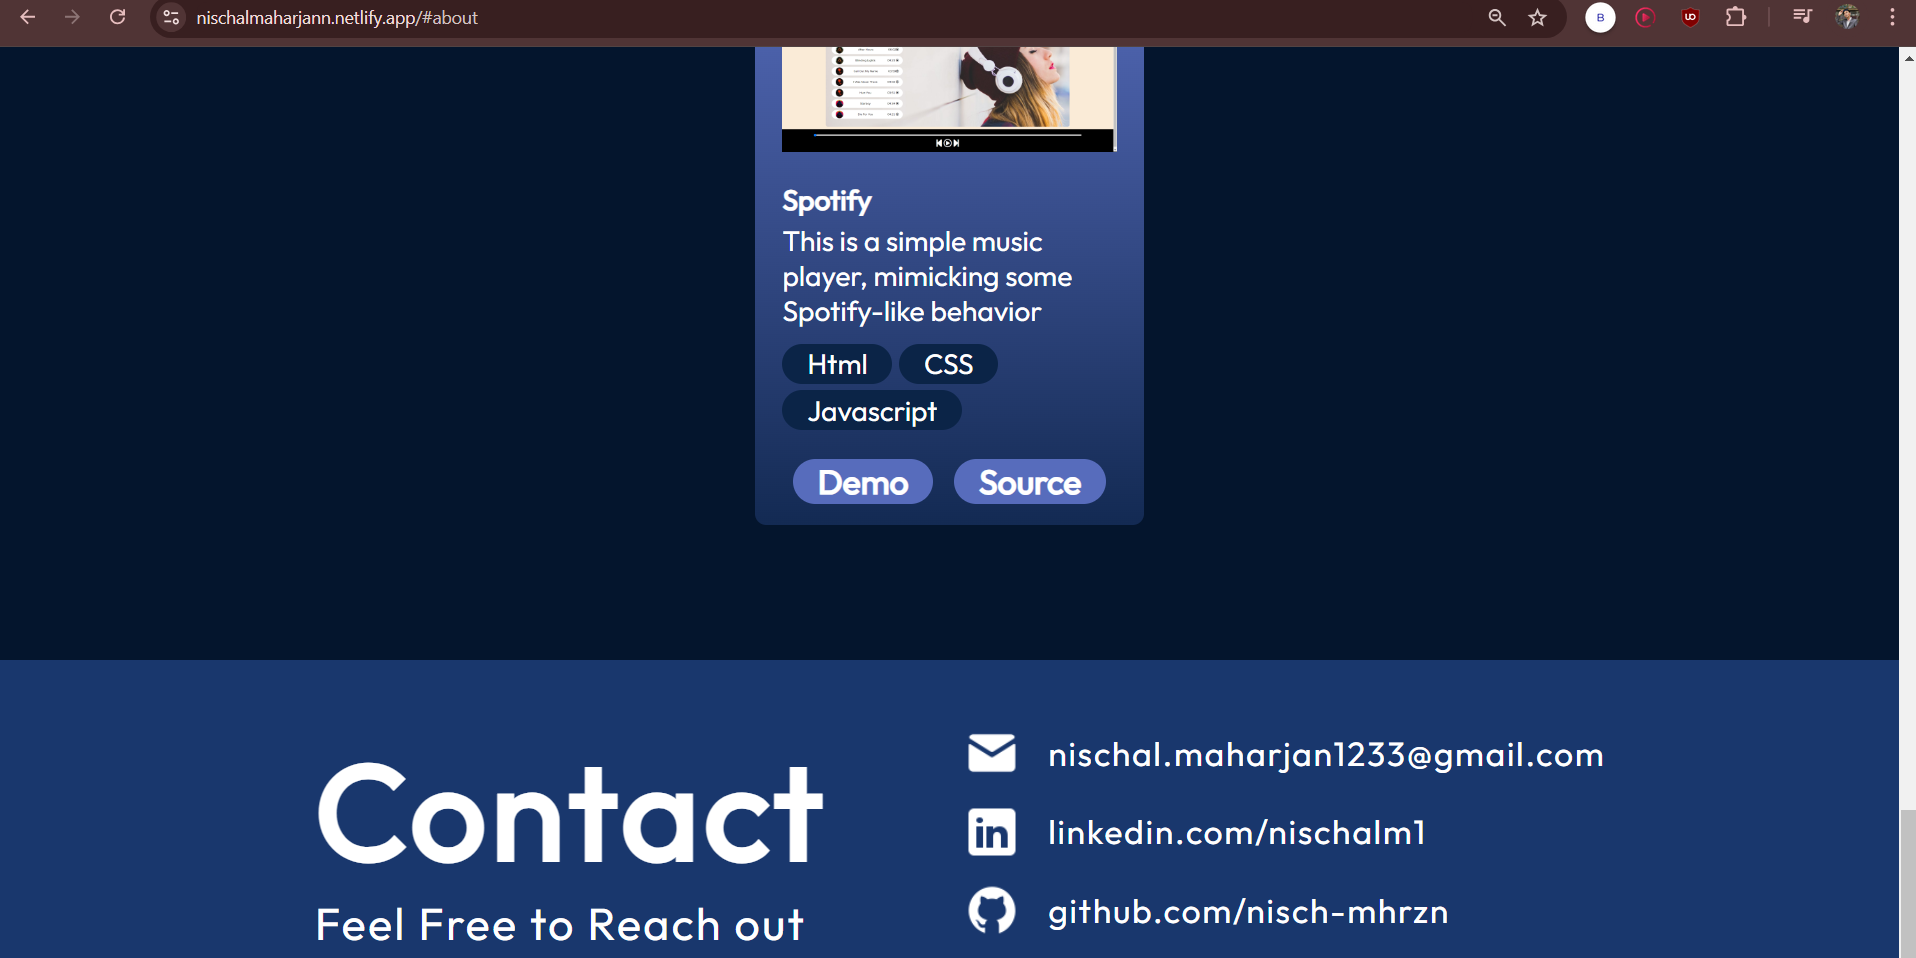 nischalmaharjann.netlify.app/#about
B
Spotify
This is a simple music
player, mimicking some
Spotify-like behavior
Html CSS
Javascript
Demo Source
Contact
Feel Free to Reach out
nischal.maharjan1233@gmail.com
linkedin.com/nischalm1
github.com/nisch-mhrzn